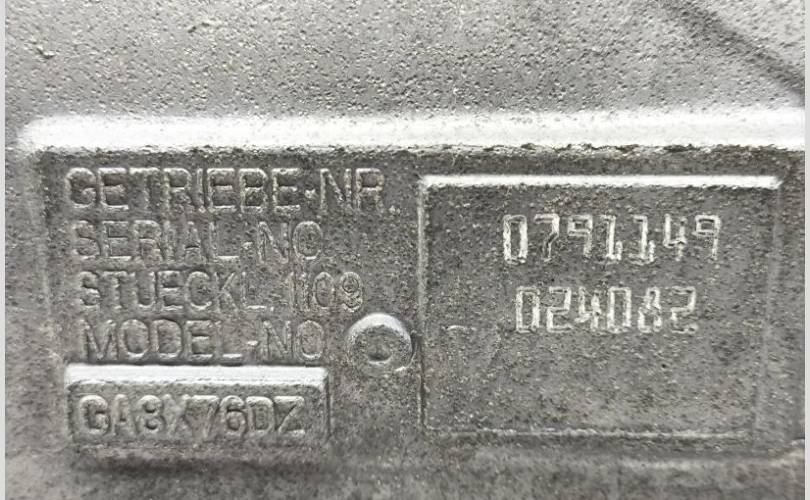 GETRIEBE-NR.
SERIAL-NO
STUECKL. 1109
MODEL-NO
GA8X76DZ
0791149
024082